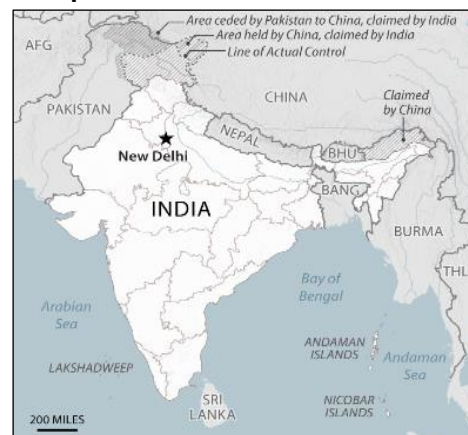 Area ceded by Pakistan to China, claimed by India
Area held by China, claimed by India
Line of Actual Control
AFG
CHINA
PAKISTAN
Claimed
by China
NEPAL
New Delhi
BHU
BANG
INDIA
BURMA
THL
Arabian
Sea
Bay of
Bengal
ANDAMAN
ISLANDS
Andaman
Sea
LAKSHADWEEP
NICOBAR
ISLANDS
SRI
LANKA
200 MILES